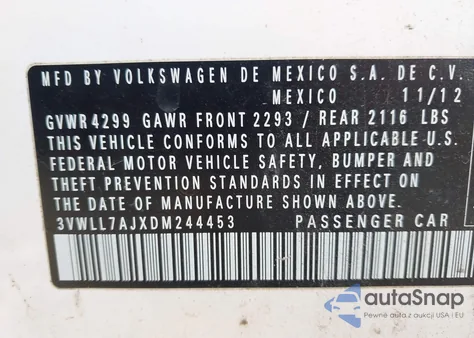 MFD BY VOLKSWAGEN DE MEXICO S.A. DE C.V.
MEXICO 11/12
GVWR 4299 GAWR FRONT 2293 / REAR 2116 LBS
THIS VEHICLE CONFORMS TO ALL APPLICABLE U.S.
FEDERAL MOTOR VEHICLE SAFETY, BUMPER AND
THEFT PREVENTION STANDARDS IN EFFECT ON
THE DATE OF MANUFACTURE SHOWN ABOVE.
3VWLL7AJXDM244453 PASSENGER CAR
autoSnap
Pewne auta z USA i EU